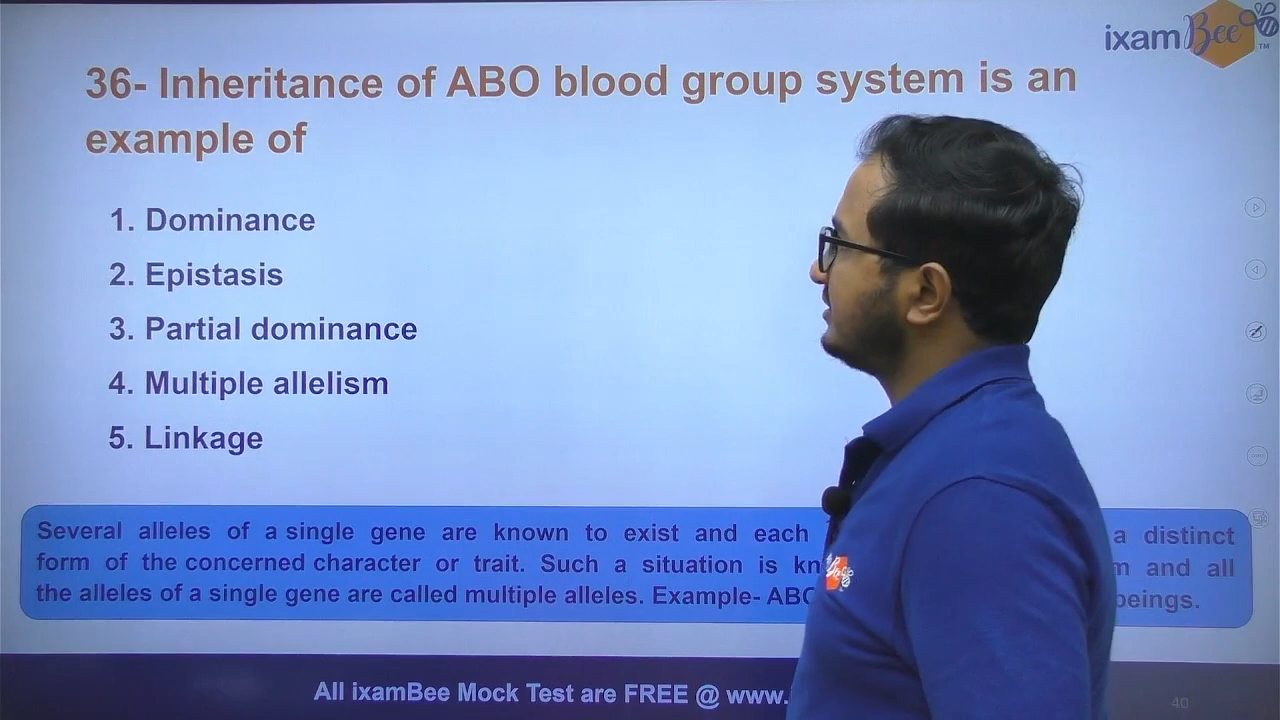 ixamBee TM
36- Inheritance of ABO blood group system is an
example of
1. Dominance
2. Epistasis
3. Partial dominance
4. Multiple allelism
5. Linkage
Several alleles of a single gene are known to exist and each a distinct
form of the concerned character or trait. Such a situation is and all
the alleles of a single gene are called multiple alleles. Example- beings.
All ixamBee Mock Test are FREE @ www.
40